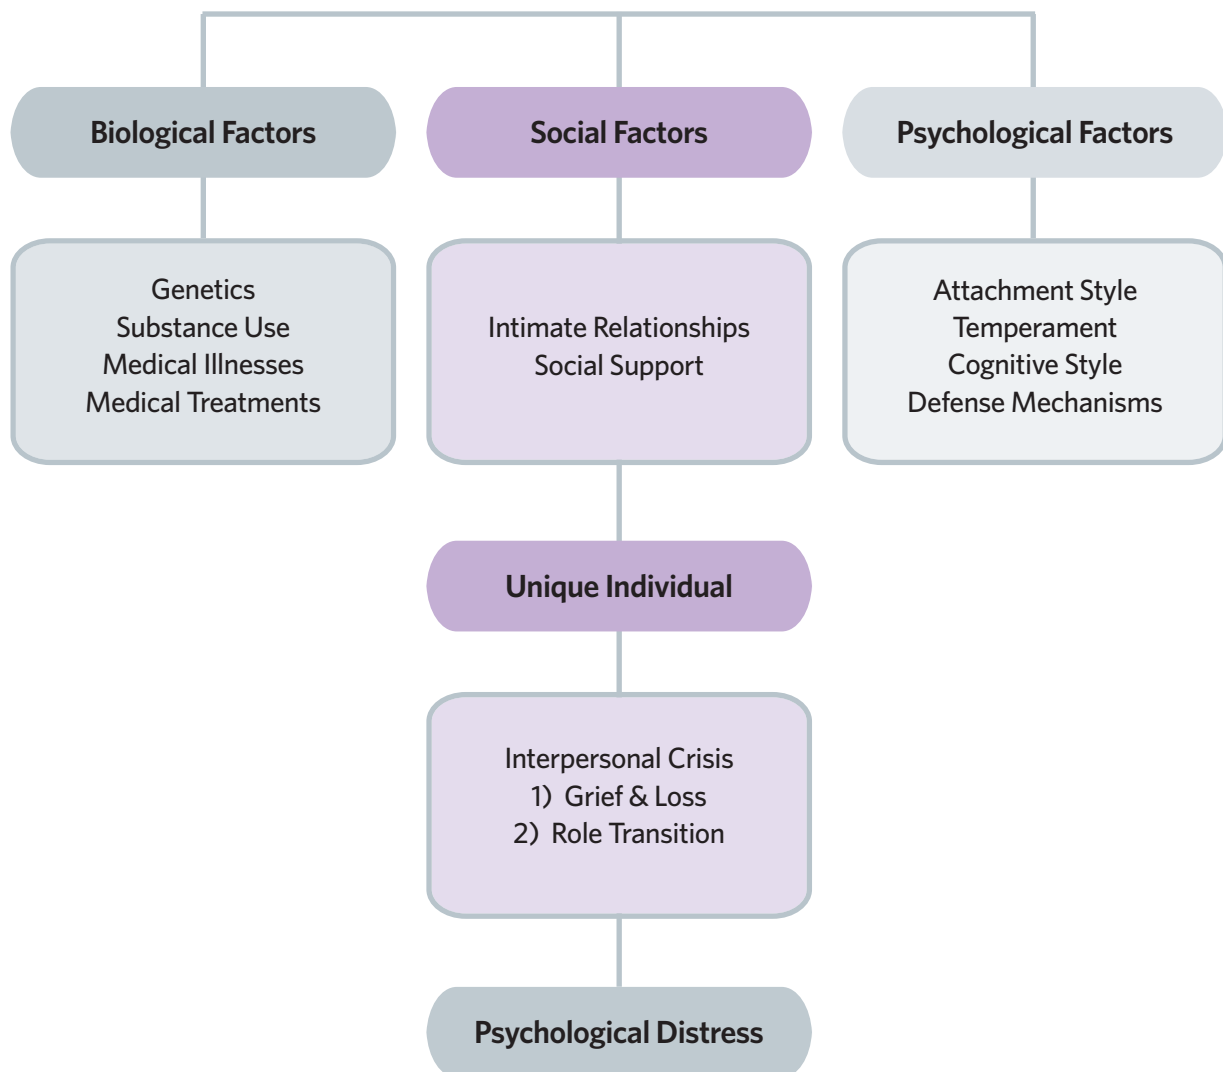 Biological Factors
Social Factors
Psychological Factors
Genetics
Substance Use
Medical Illnesses
Medical Treatments
Intimate Relationships
Social Support
Attachment Style
Temperament
Cognitive Style
Defense Mechanisms
Unique Individual
Interpersonal Crisis
1) Grief & Loss
2) Role Transition
Psychological Distress